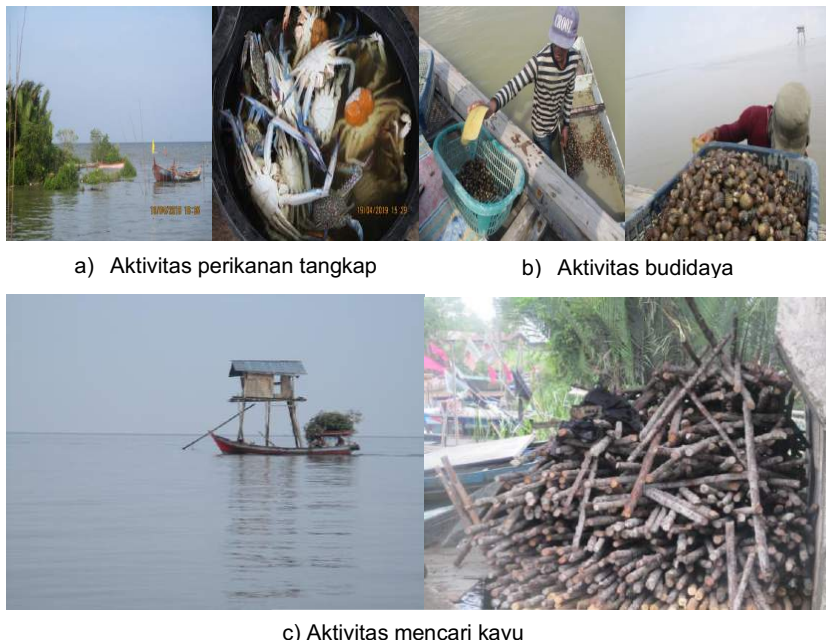 19/04/2019 15:29
a) Aktivitas perikanan tangkap
b) Aktivitas budidaya
c) Aktivitas mencari kayu